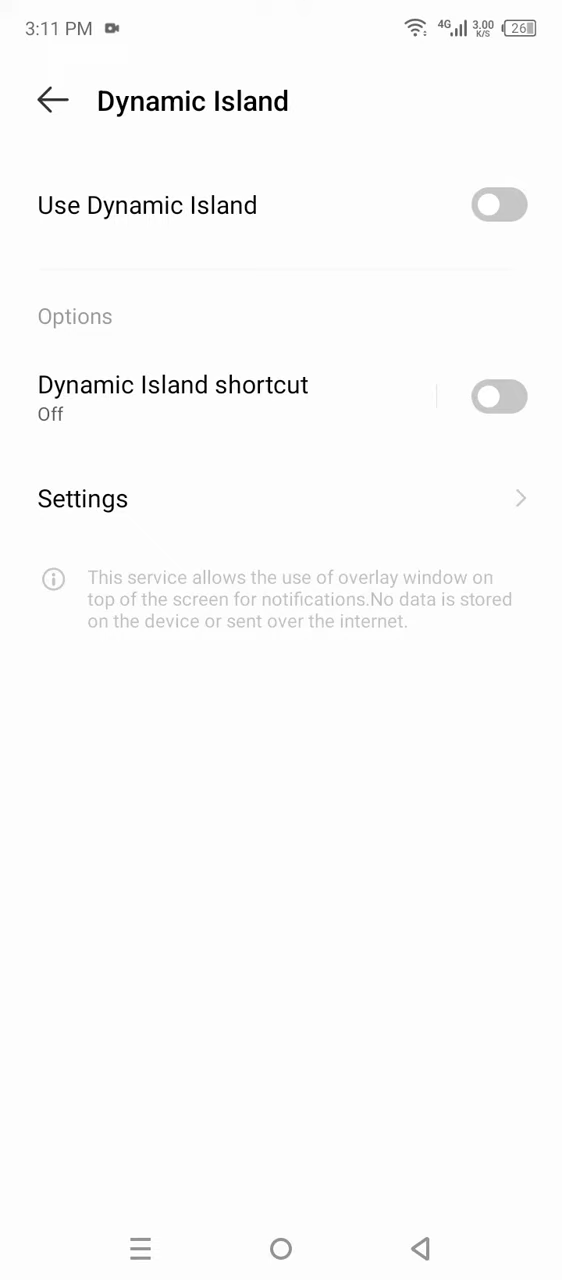 3:11 PM 4G 3.00 K/S 26
Dynamic Island
Use Dynamic Island
Options
Dynamic Island shortcut
Off
Settings
This service allows the use of overlay window on
top of the screen for notifications.No data is stored
on the device or sent over the internet.